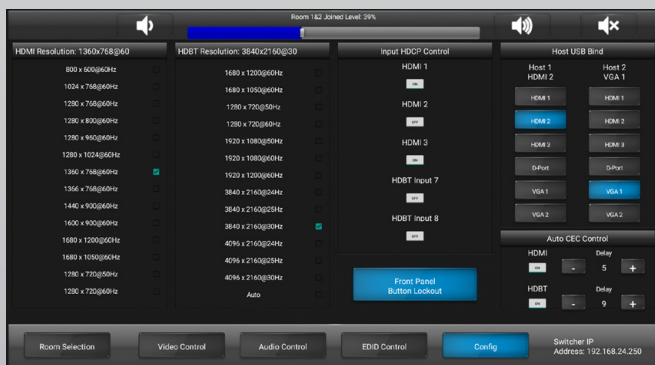 Room 1&2 Joined Level: 39%
HDMI Resolution: 1360x768@60
800 x 600@60Hz
1024 x 768@60Hz
1280 x 768@60Hz
1280 x 800@60Hz
1280 x 960@60Hz
1280 x 1024@60Hz
1360 x 768@60Hz
1366 x 768@60Hz
1440 x 900@60Hz
1600 x 900@60Hz
1680 x 1200@60Hz
1680 x 1050@60Hz
1280 x 720@50Hz
1280 x 720@60Hz
HDBT Resolution: 3840x2160@30
1680 x 1200@60Hz
1680 x 1050@60Hz
1280 x 720@50Hz
1280 x 720@60Hz
1920 x 1080@50Hz
1920 x 1080@60Hz
1920 x 1200@60Hz
3840 x 2160@24Hz
3840 x 2160@25Hz
3840 x 2160@30Hz
4096 x 2160@24Hz
4096 x 2160@25Hz
4096 x 2160@30Hz
Auto
Input HDCP Control
HDMI 1
ON
HDMI 2
OFF
HDMI 3
ON
HDBT Input 7
OFF
HDBT Input 8
OFF
Front Panel
Button Lockout
Host USB Bind
Host 1 Host 2
HDMI 2 VGA 1
HDMI 1 HDMI 1
HDMI 2 HDMI 2
HDMI 3 HDMI 3
D-Port D-Port
VGA 1 VGA 1
VGA 2 VGA 2
Auto CEC Control
HDMI Delay
ON - 5 +
HDBT Delay
ON - 9 +
Room Selection Video Control Audio Control EDID Control Config
Switcher IP
Address: 192.168.24.250